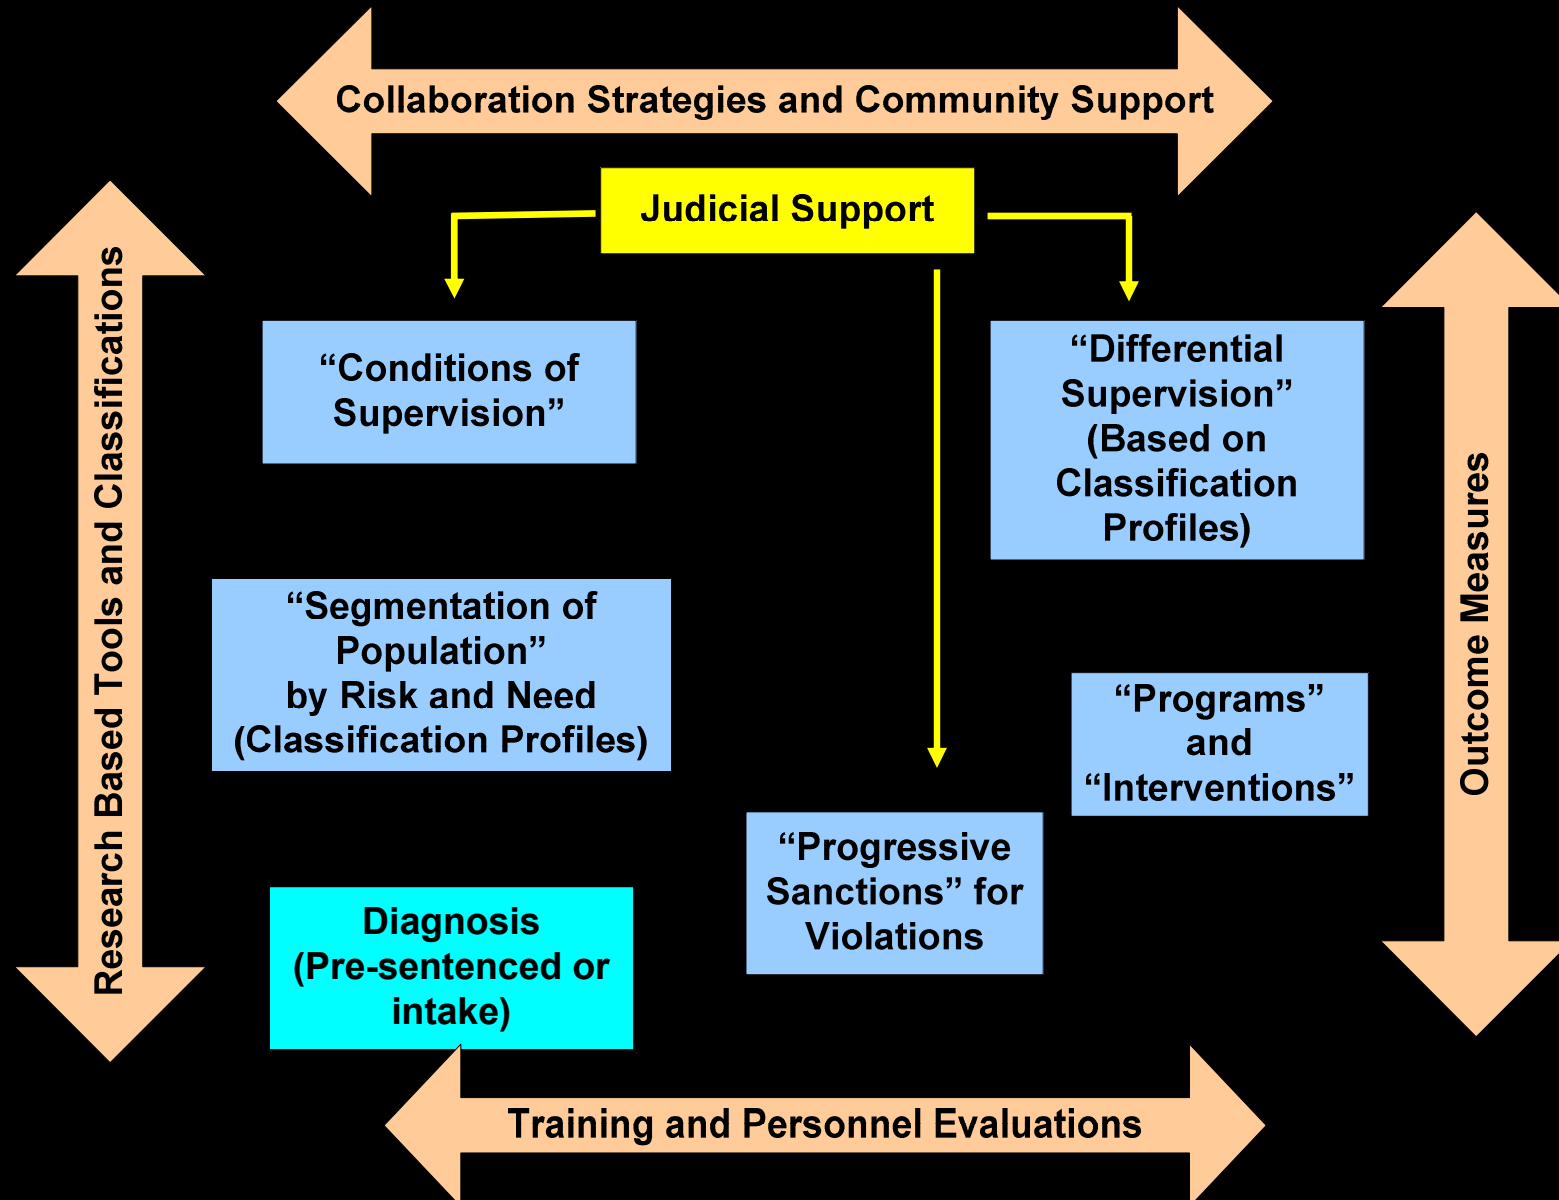 Collaboration Strategies and Community Support
Judicial Support
Research Based Tools and Classifications
“Conditions of
Supervision”
“Differential
Supervision”
(Based on
Classification
Profiles)
Outcome Measures
“Segmentation of
Population”
by Risk and Need
(Classification Profiles)
“Programs”
and
“Interventions”
“Progressive
Sanctions” for
Violations
Diagnosis
(Pre-sentenced or
intake)
Training and Personnel Evaluations